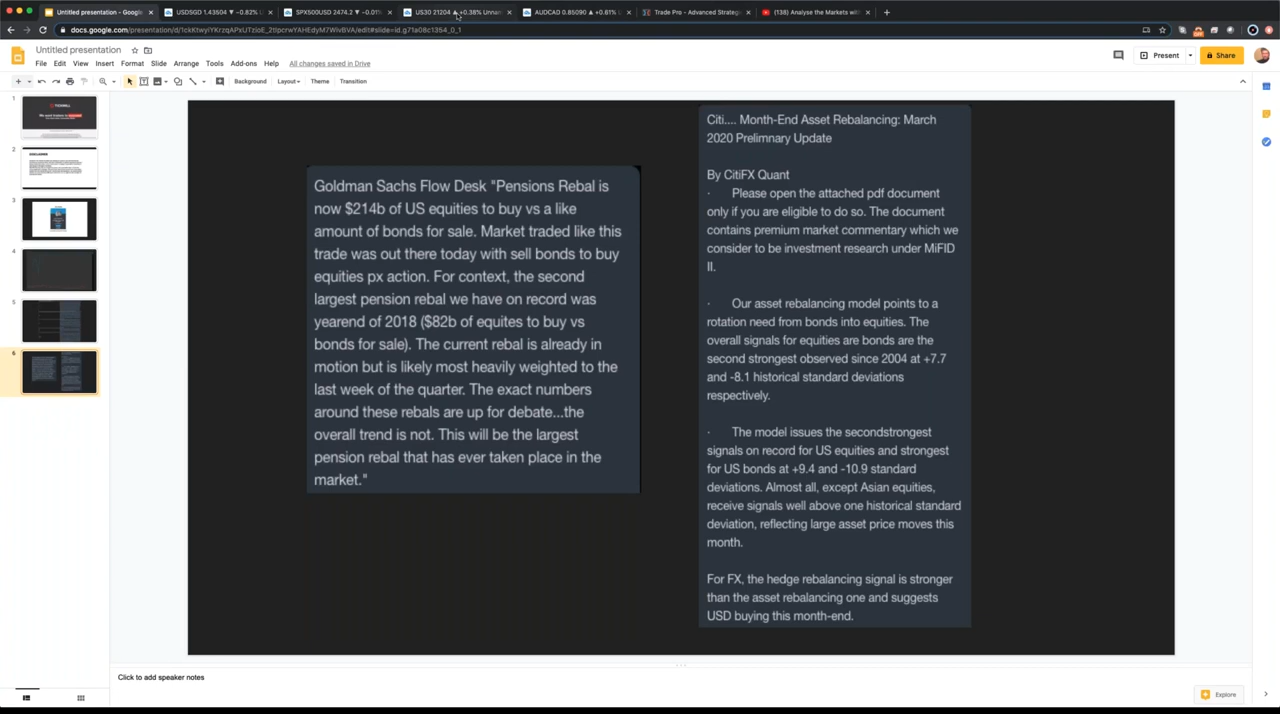 Untitled presentation - Google
USDSGD 1.43504 ▼ −0.82%
SPX500USD 2474.2 ▼ −0.01%
US30 21204 ▲ +0.38% Unnan
AUDCAD 0.85090 ▲ +0.81%
Trade Pro - Advanced Strateg
(138) Analyse the Markets with
Untitled presentation
File Edit View Insert Format Slide Arrange Tools Add-ons Help All changes saved in Drive
Present
Share
Background Layout Theme Transition
1
2
3
4
5
6
Goldman Sachs Flow Desk "Pensions Rebal is
now $214b of US equities to buy vs a like
amount of bonds for sale. Market traded like this
trade was out there today with sell bonds to buy
equities px action. For context, the second
largest pension rebal we have on record was
yearend of 2018 ($82b of equites to buy vs
bonds for sale). The current rebal is already in
motion but is likely most heavily weighted to the
last week of the quarter. The exact numbers
around these rebals are up for debate...the
overall trend is not. This will be the largest
pension rebal that has ever taken place in the
market."
Citi.... Month-End Asset Rebalancing: March
2020 Prelimnary Update
By CitiFX Quant
· Please open the attached pdf document
only if you are eligible to do so. The document
contains premium market commentary which we
consider to be investment research under MiFID
II.
· Our asset rebalancing model points to a
rotation need from bonds into equities. The
overall signals for equities are bonds are the
second strongest observed since 2004 at +7.7
and -8.1 historical standard deviations
respectively.
· The model issues the secondstrongest
signals on record for US equities and strongest
for US bonds at +9.4 and -10.9 standard
deviations. Almost all, except Asian equities,
receive signals well above one historical standard
deviation, reflecting large asset price moves this
month.
For FX, the hedge rebalancing signal is stronger
than the asset rebalancing one and suggests
USD buying this month-end.
Click to add speaker notes
Explore